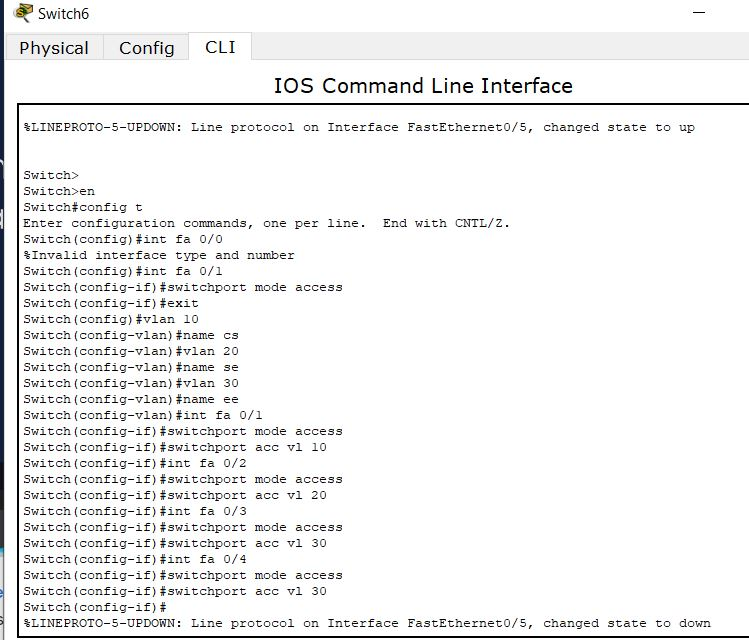 Switch6
Physical Config CLI
IOS Command Line Interface
%LINEPROTO-5-UPDOWN: Line protocol on Interface FastEthernet0/5, changed state to up
Switch>
Switch>en
Switch#config t
Enter configuration commands, one per line.  End with CNTL/Z.
Switch(config)#int fa 0/0
%Invalid interface type and number
Switch(config)#int fa 0/1
Switch(config-if)#switchport mode access
Switch(config-if)#exit
Switch(config)#vlan 10
Switch(config-vlan)#name cs
Switch(config-vlan)#vlan 20
Switch(config-vlan)#name se
Switch(config-vlan)#vlan 30
Switch(config-vlan)#name ee
Switch(config-vlan)#int fa 0/1
Switch(config-if)#switchport mode access
Switch(config-if)#switchport acc vl 10
Switch(config-if)#int fa 0/2
Switch(config-if)#switchport mode access
Switch(config-if)#switchport acc vl 20
Switch(config-if)#int fa 0/3
Switch(config-if)#switchport mode access
Switch(config-if)#switchport acc vl 30
Switch(config-if)#int fa 0/4
Switch(config-if)#switchport mode access
Switch(config-if)#switchport acc vl 30
Switch(config-if)#
%LINEPROTO-5-UPDOWN: Line protocol on Interface FastEthernet0/5, changed state to down